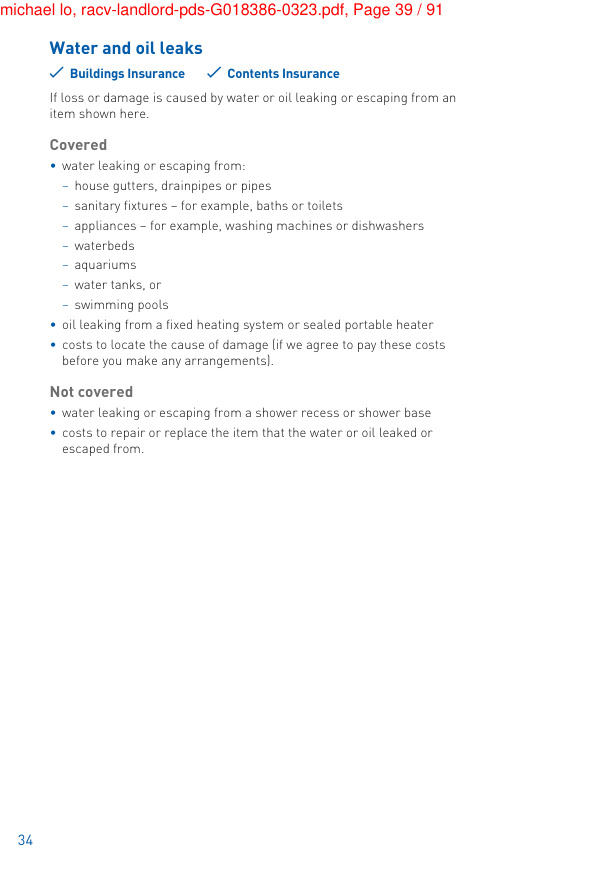 michael lo, racv-landlord-pds-G018386-0323.pdf, Page 39 / 91
Water and oil leaks
✓ Buildings Insurance ✓ Contents Insurance
If loss or damage is caused by water or oil leaking or escaping from an
item shown here.
Covered
• water leaking or escaping from:
– house gutters, drainpipes or pipes
– sanitary fixtures – for example, baths or toilets
– appliances – for example, washing machines or dishwashers
– waterbeds
– aquariums
– water tanks, or
– swimming pools
• oil leaking from a fixed heating system or sealed portable heater
• costs to locate the cause of damage (if we agree to pay these costs
before you make any arrangements).
Not covered
• water leaking or escaping from a shower recess or shower base
• costs to repair or replace the item that the water or oil leaked or
escaped from.
34